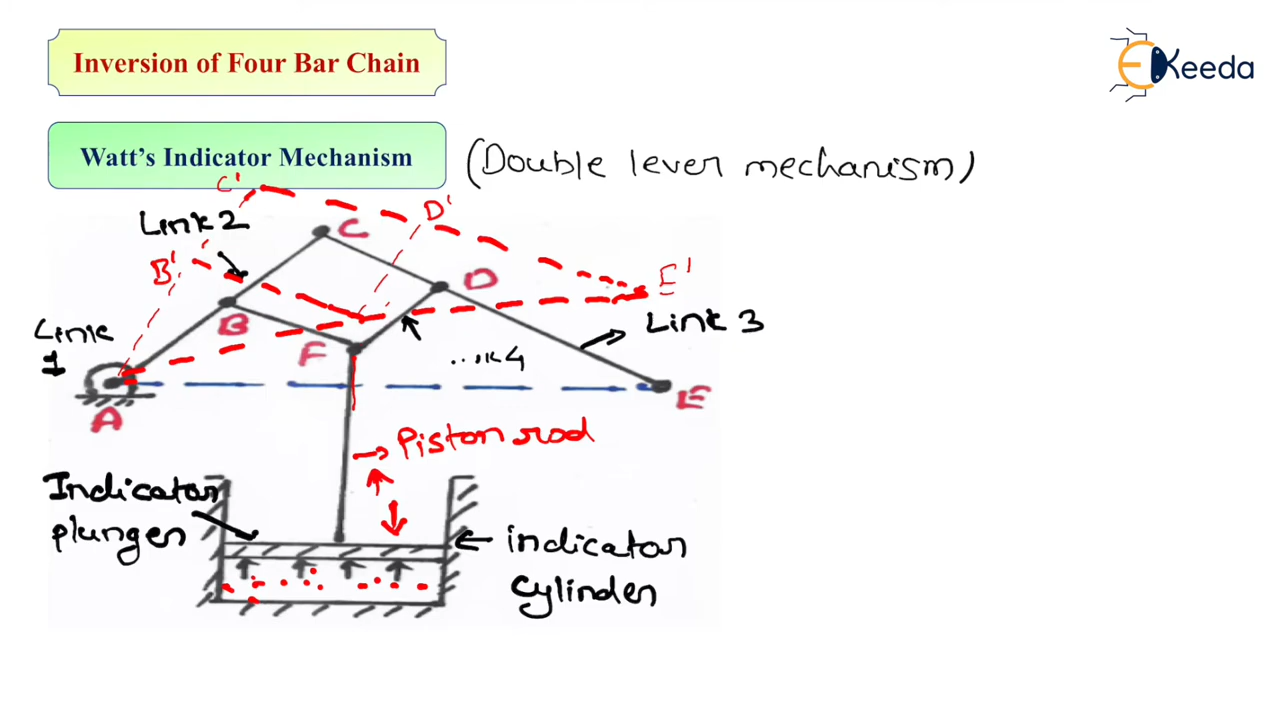 Inversion of Four Bar Chain
EKeeda
Watt's Indicator Mechanism
(Double lever mechanism)
C'
D'
Link 2
C
B'
E'
D
B
Link 3
Link
1
F
A
E
Piston rod
Indicator
plunger
indicator
cylinder